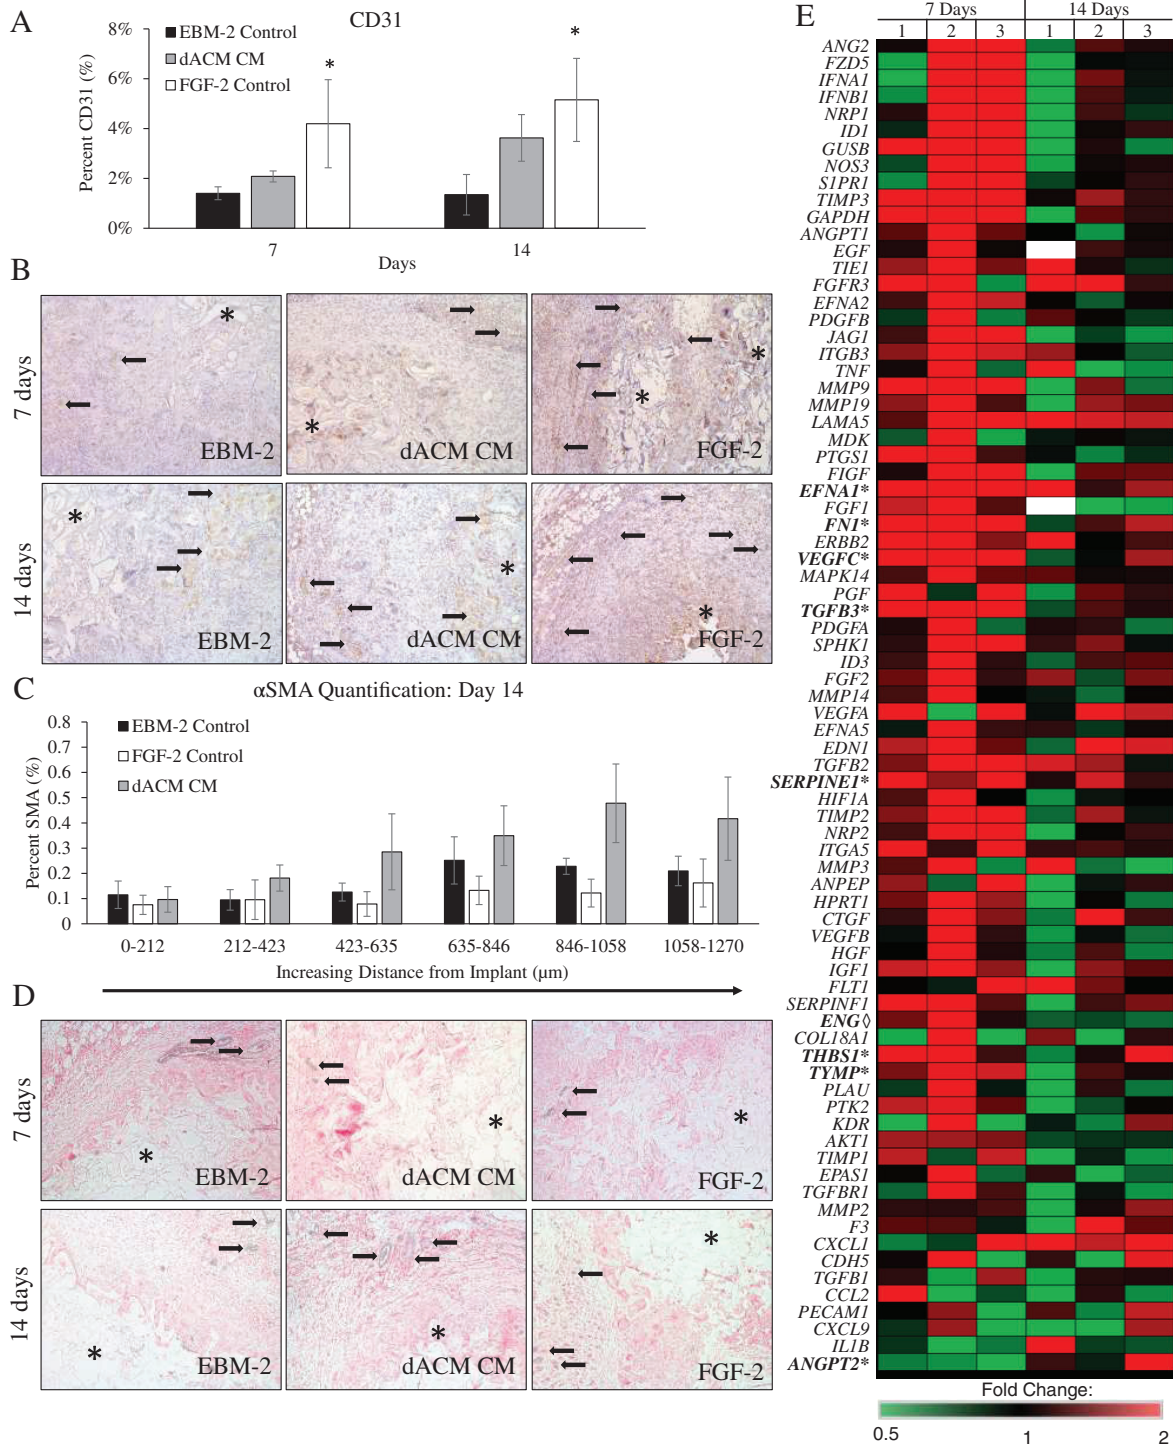 A
CD31
8%
6%
4%
2%
0%
Percent CD31 (%)
EBM-2 Control
dACM CM
FGF-2 Control
*
*
7
14
Days
B
7 days
14 days
*
EBM-2
*
dACM CM
*
*
FGF-2
*
EBM-2
*
dACM CM
*
FGF-2
C
αSMA Quantification: Day 14
0.8
0.7
0.6
0.5
0.4
0.3
0.2
0.1
0
Percent SMA (%)
EBM-2 Control
FGF-2 Control
dACM CM
0-212
212-423
423-635
635-846
846-1058
1058-1270
Increasing Distance from Implant (µm)
D
7 days
14 days
*
EBM-2
*
dACM CM
*
FGF-2
*
EBM-2
*
dACM CM
*
FGF-2
E
7 Days 14 Days
1 2 3 1 2 3
ANG2
FZD5
IFNA1
IFNB1
NRP1
ID1
GUSB
NOS3
S1PR1
TIMP3
GAPDH
ANGPT1
EGF
TIE1
FGFR3
EFNA2
PDGFB
JAG1
ITGB3
TNF
MMP9
MMP19
LAMA5
MDK
PTGS1
FIGF
EFNA1*
FGF1
FN1*
ERBB2
VEGFC*
MAPK14
PGF
TGFB3*
PDGFA
SPHK1
ID3
FGF2
MMP14
VEGFA
EFNA5
EDN1
TGFB2
SERPINE1*
HIF1A
TIMP2
NRP2
ITGA5
MMP3
ANPEP
HPRT1
CTGF
VEGFB
HGF
IGF1
FLT1
SERPINF1
ENG◊
COL18A1
THBS1*
TYMP*
PLAU
PTK2
KDR
AKT1
TIMP1
EPAS1
TGFBR1
MMP2
F3
CXCL1
CDH5
TGFB1
CCL2
PECAM1
CXCL9
IL1B
ANGPT2*
Fold Change:
0.5 1 2